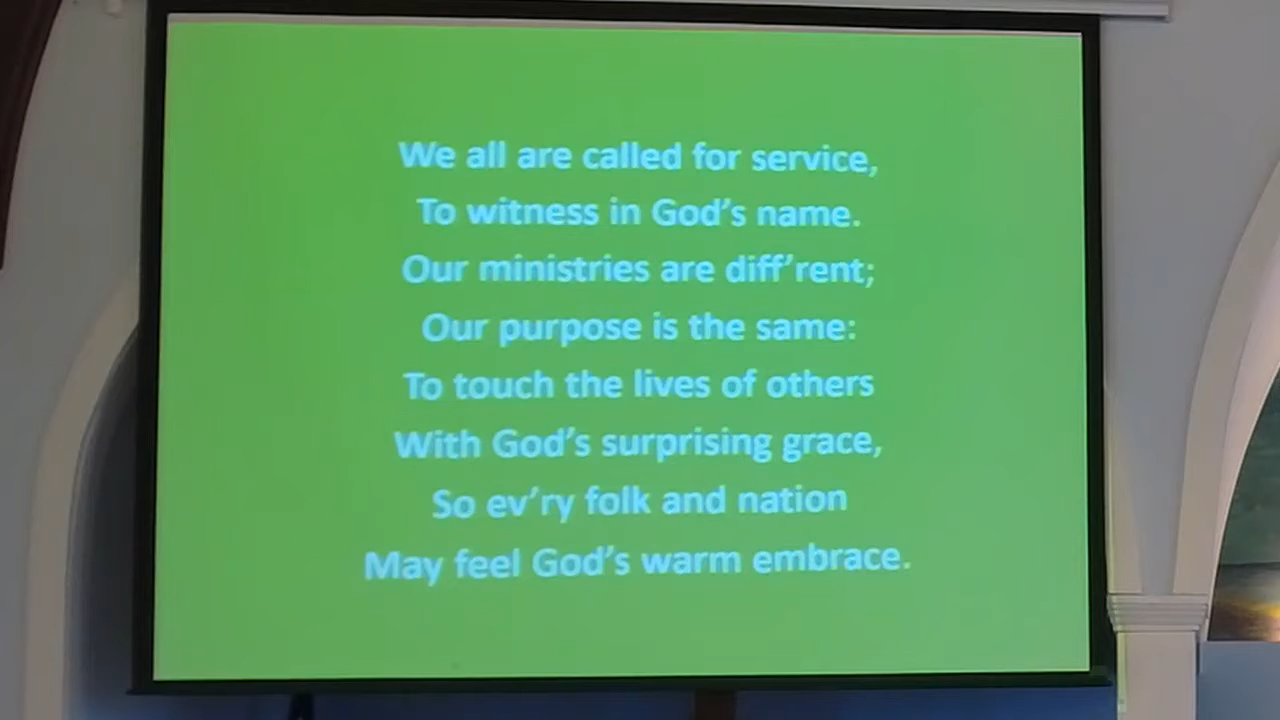 We all are called for service,
To witness in God’s name.
Our ministries are diff’rent;
Our purpose is the same:
To touch the lives of others
With God’s surprising grace,
So ev’ry folk and nation
May feel God’s warm embrace.